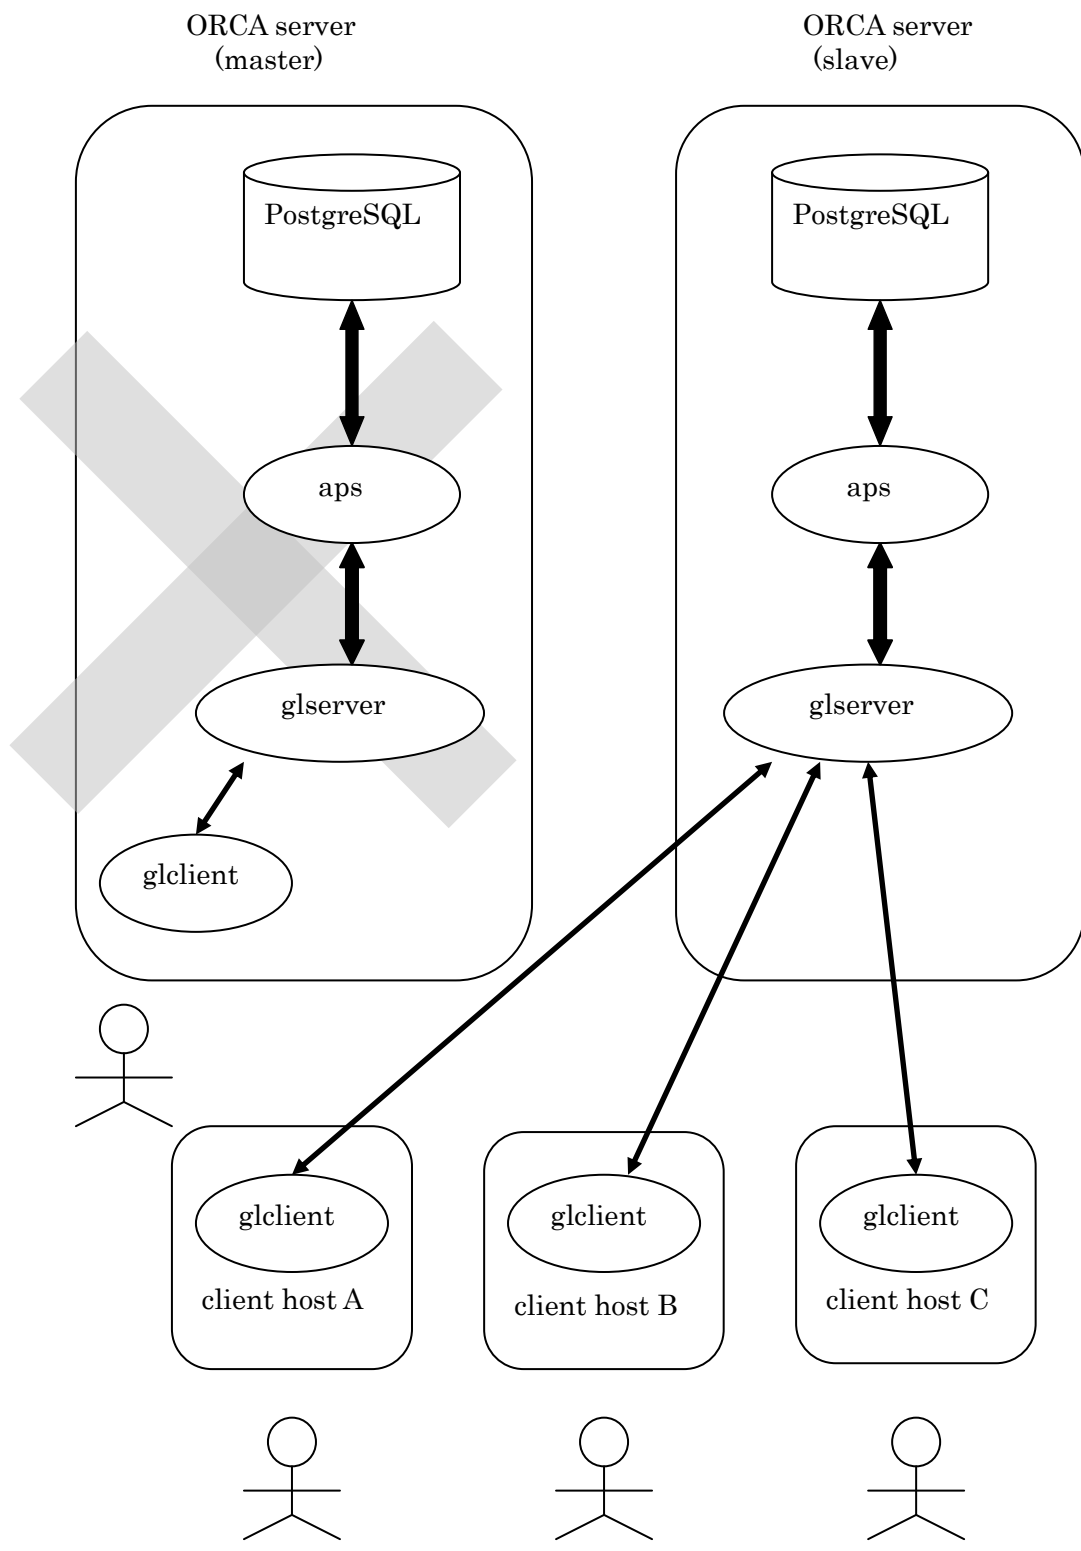 ORCA server
(master)
ORCA server
(slave)
PostgreSQL
PostgreSQL
aps
aps
glserver
glserver
glclient
glclient
client host A
glclient
client host B
glclient
client host C